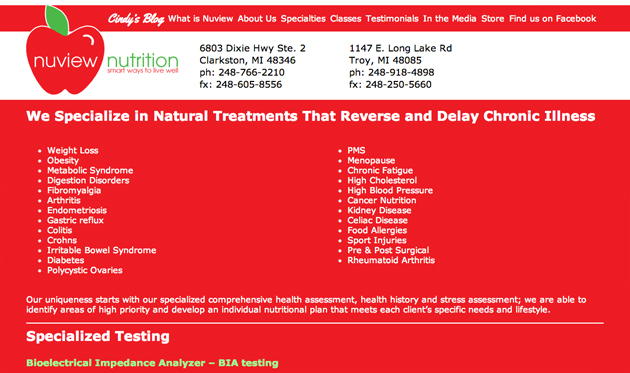 Cindy's Blog What is Nuview About Us Specialties Classes Testimonials In the Media Store Find us on Facebook
nuview nutrition
smart ways to live well
6803 Dixie Hwy Ste. 2
Clarkston, MI 48346
ph: 248-766-2210
fx: 248-605-8556
1147 E. Long Lake Rd
Troy, MI 48085
ph: 248-918-4898
fx: 248-250-5660
We Specialize in Natural Treatments That Reverse and Delay Chronic Illness
• Weight Loss
• Obesity
• Metabolic Syndrome
• Digestion Disorders
• Fibromyalgia
• Arthritis
• Endometriosis
• Gastric reflux
• Colitis
• Crohns
• Irritable Bowel Syndrome
• Diabetes
• Polycystic Ovaries
• PMS
• Menopause
• Chronic Fatigue
• High Cholesterol
• High Blood Pressure
• Cancer Nutrition
• Kidney Disease
• Celiac Disease
• Food Allergies
• Sport Injuries
• Pre & Post Surgical
• Rheumatoid Arthritis
Our uniqueness starts with our specialized comprehensive health assessment, health history and stress assessment; we are able to
identify areas of high priority and develop an individual nutritional plan that meets each client's specific needs and lifestyle.
Specialized Testing
Bioelectrical Impedance Analyzer – BIA testing